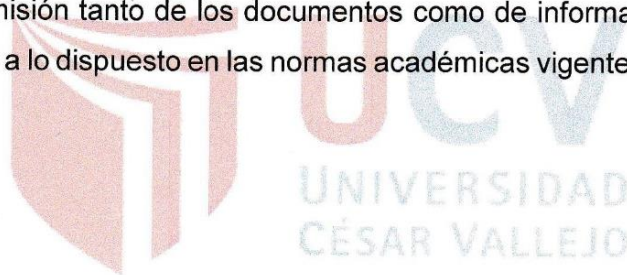 misión tanto de los documentos como de informa
a lo dispuesto en las normas académicas vigente
UCV
UNIVERSIDAD
CÉSAR VALLEJO